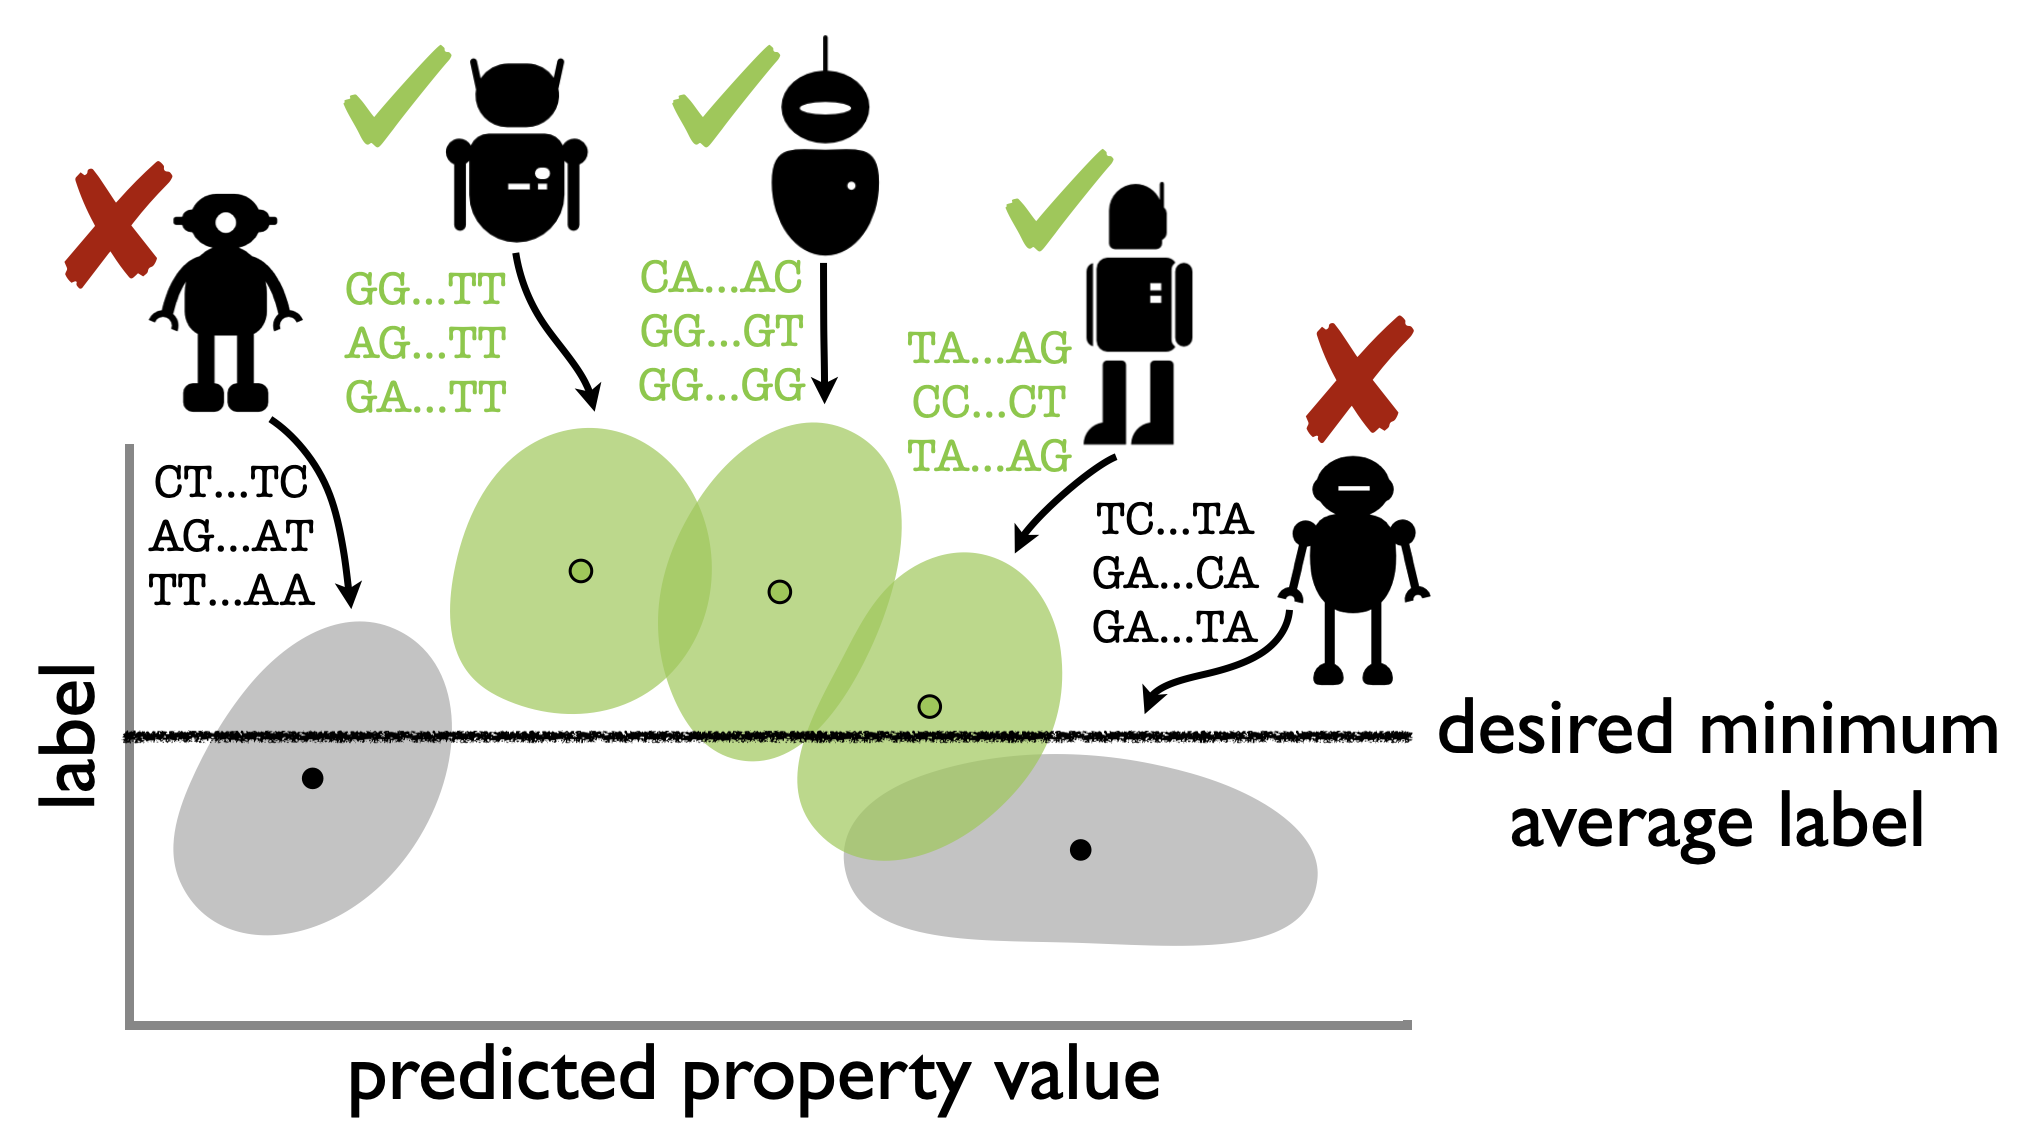 GG...TT
AG...TT
GA...TT
CA...AC
GG...GT
GG...GG
TA...AG
CC...CT
TA...AG
CT...TC
AG...AT
TT...AA
TC...TA
GA...CA
GA...TA
label
desired minimum
average label
predicted property value